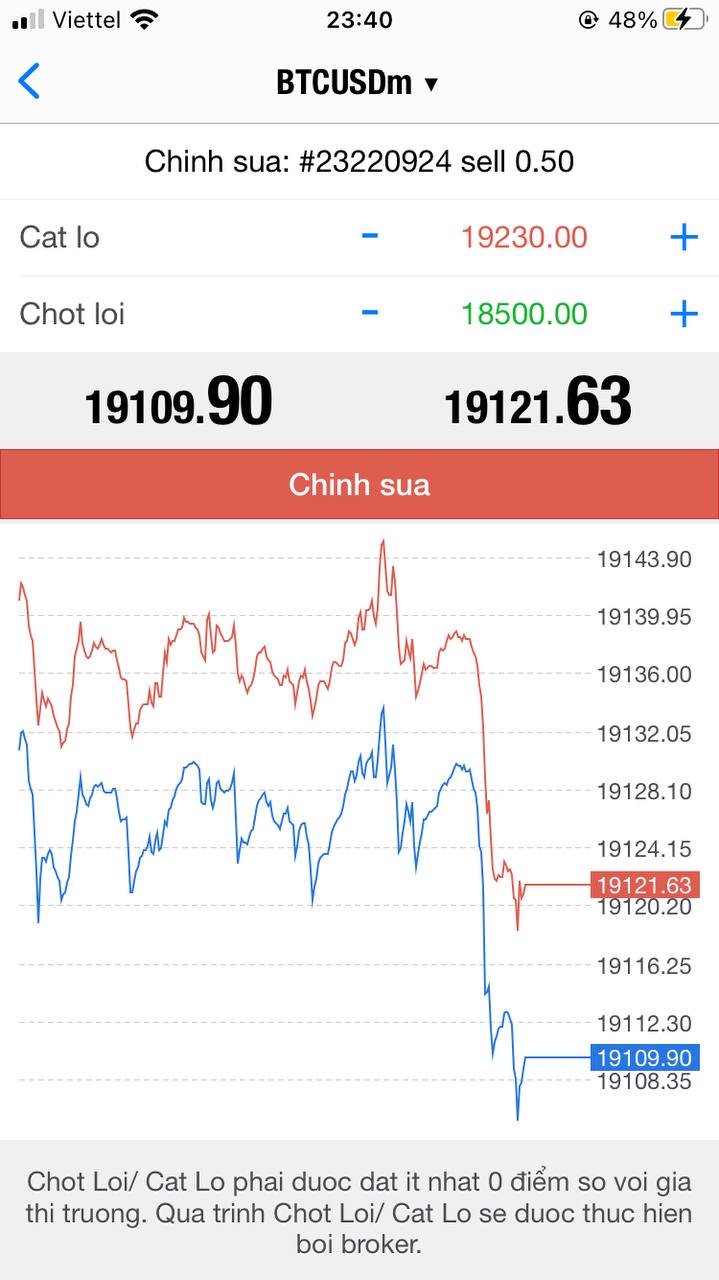 Viettel 23:40 48%
BTCUSDm ▼
Chinh sua: #23220924 sell 0.50
Cat lo - 19230.00 +
Chot loi - 18500.00 +
19109.90 19121.63
Chinh sua
19143.90
19139.95
19136.00
19132.05
19128.10
19124.15
19121.63
19120.20
19116.25
19112.30
19109.90
19108.35
Chot Loi/ Cat Lo phai duoc dat it nhat 0 điểm so voi gia
thi truong. Qua trinh Chot Loi/ Cat Lo se duoc thuc hien
boi broker.